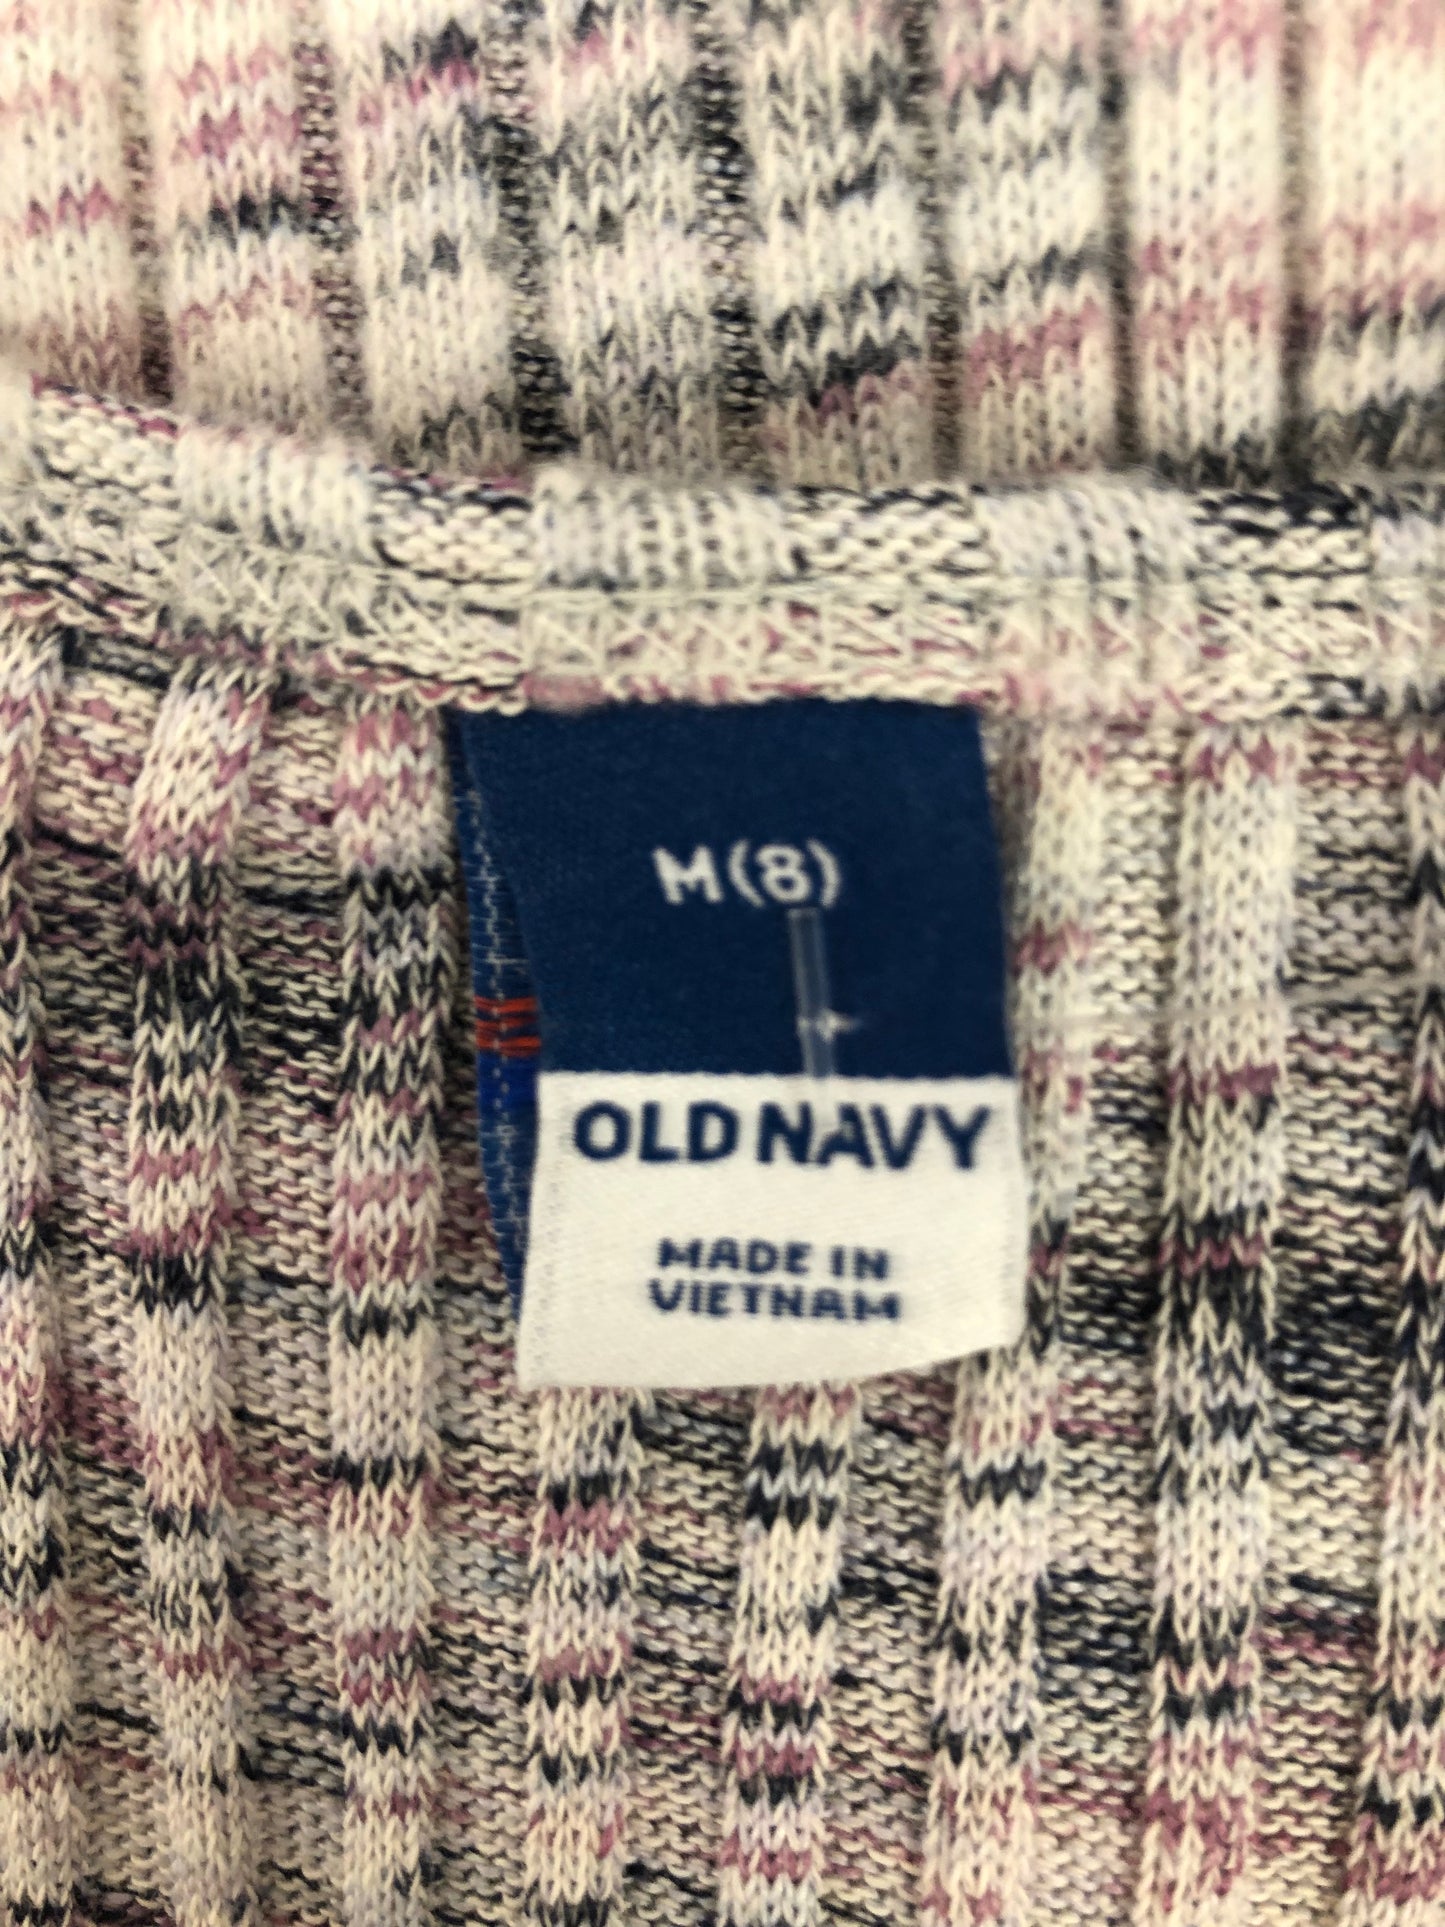 M(8)
OLD NAVY
MADE IN
VIETNAM